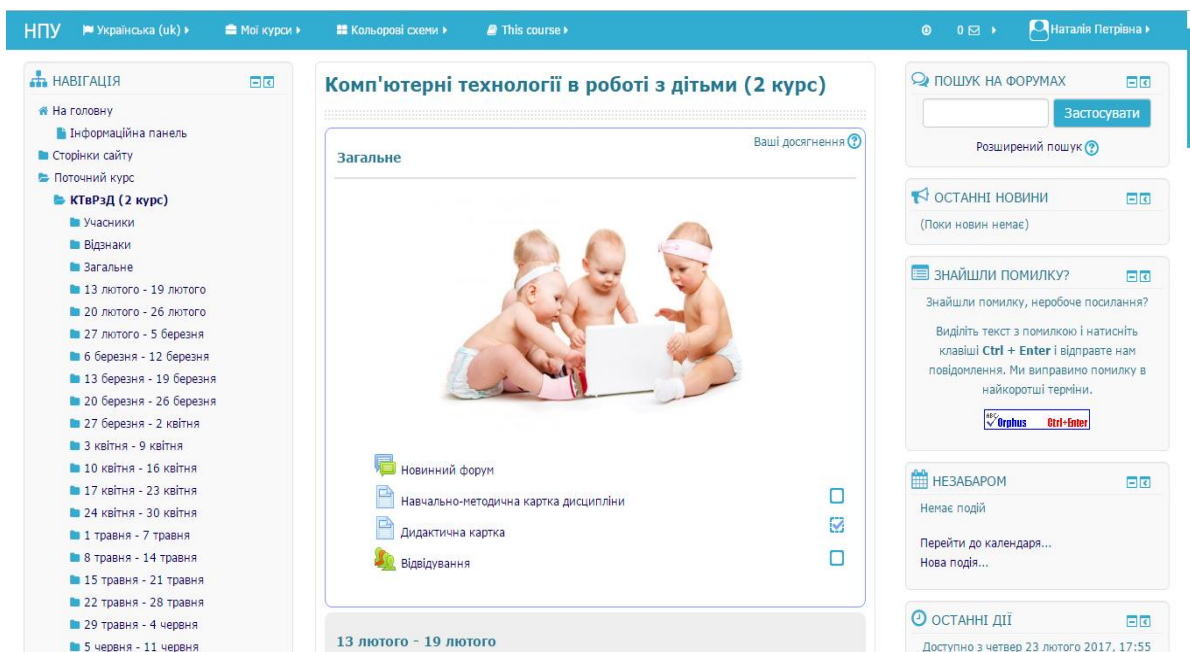 НПУ
Українська (uk)
Мої курси
Кольорові схеми
This course
0
Наталія Петрівна
НАВІГАЦІЯ
На головну
Інформаційна панель
Сторінки сайту
Поточний курс
КТвРзД (2 курс)
Учасники
Відзнаки
Загальне
13 лютого - 19 лютого
20 лютого - 26 лютого
27 лютого - 5 березня
6 березня - 12 березня
13 березня - 19 березня
20 березня - 26 березня
27 березня - 2 квітня
3 квітня - 9 квітня
10 квітня - 16 квітня
17 квітня - 23 квітня
24 квітня - 30 квітня
1 травня - 7 травня
8 травня - 14 травня
15 травня - 21 травня
22 травня - 28 травня
29 травня - 4 червня
5 червня - 11 червня
Комп'ютерні технології в роботі з дітьми (2 курс)
Ваші досягнення
Загальне
Новинний форум
Навчально-методична картка дисципліни
Дидактична картка
Відвідування
13 лютого - 19 лютого
ПОШУК НА ФОРУМАХ
Застосувати
Розширений пошук
ОСТАННІ НОВИНИ
(Поки новин немає)
ЗНАЙШЛИ ПОМИЛКУ?
Знайшли помилку, неробоче посилання?
Виділіть текст з помилкою і натисніть
клавіші Ctrl + Enter і відправте нам
повідомлення. Ми виправимо помилку в
найкоротші терміни.
ABC Orphus Ctrl+Enter
НЕЗАБАРОМ
Немає подій
Перейти до календаря...
Нова подія...
ОСТАННІ ДІЇ
Доступно з четвер 23 лютого 2017, 17:55